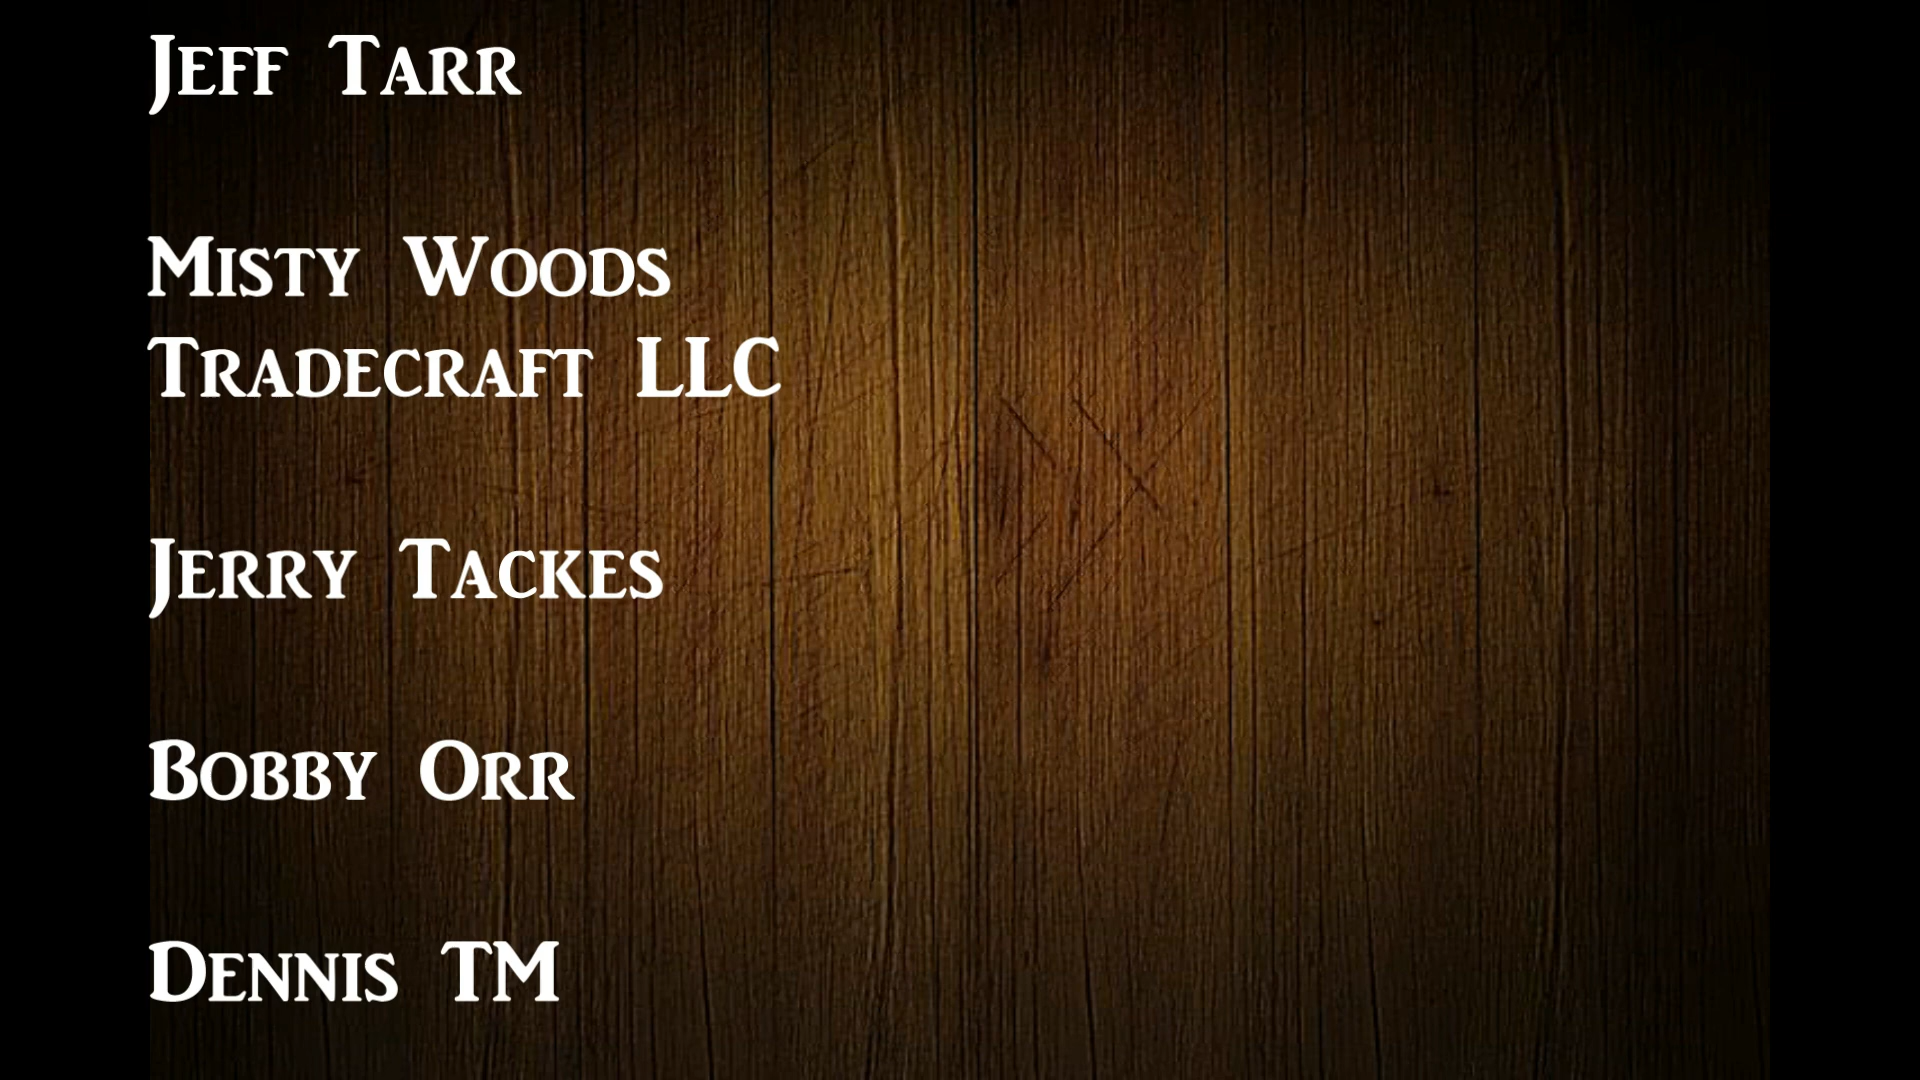 Jeff Tarr
Misty Woods
Tradecraft LLC
Jerry Tackes
Bobby Orr
Dennis TM